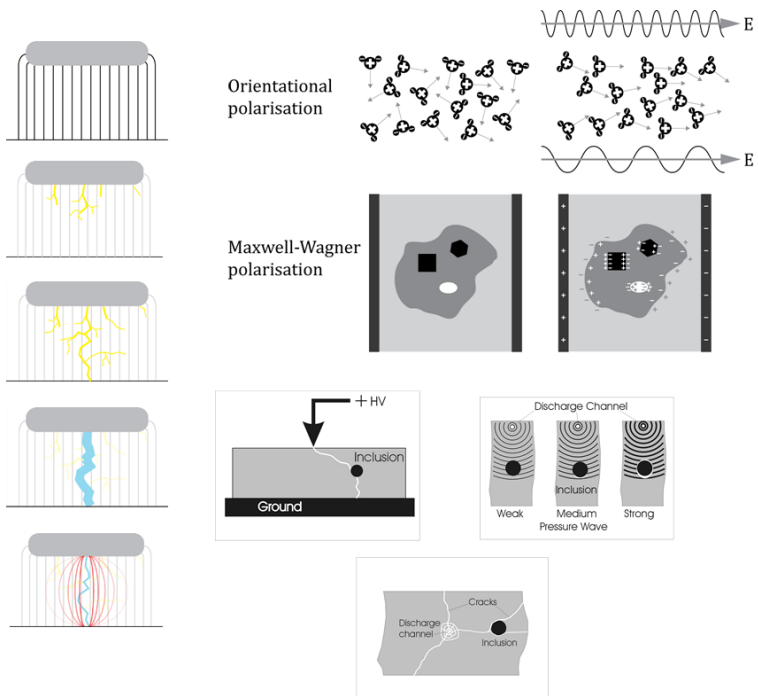 E
Orientational
polarisation
E
Maxwell-Wagner
polarisation
+ HV
Inclusion
Ground
Discharge Channel
Inclusion
Weak Medium Strong
Pressure Wave
Cracks
Discharge
channel
Inclusion